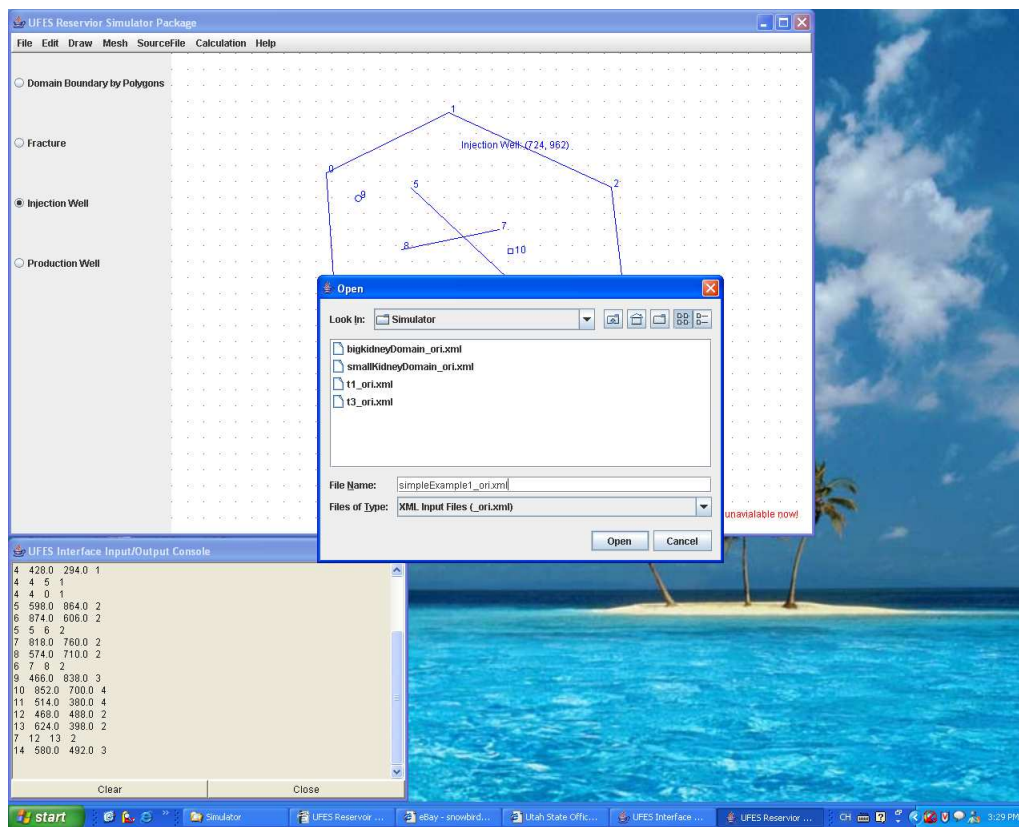 UFES Reservior Simulator Package
File Edit Draw Mesh SourceFile Calculation Help
Domain Boundary by Polygons
Fracture
Injection Well
Production Well
1
Injection Well: (724, 962)
0
9
5
2
7
8
10
Open
Look In: Simulator
bigkidneyDomain_ori.xml
smallKidneyDomain_ori.xml
t1_ori.xml
t3_ori.xml
File Name: simpleExample1_ori.xml
Files of Type: XML Input Files (_ori.xml)
Open Cancel
unavialable now!
UFES Interface Input/Output Console
4 428.0 294.0 1
4 4 5 1
4 4 0 1
5 598.0 864.0 2
6 874.0 606.0 2
5 5 6 2
7 818.0 760.0 2
8 574.0 710.0 2
6 7 8 2
9 466.0 838.0 3
10 852.0 700.0 4
11 514.0 380.0 4
12 468.0 488.0 2
13 624.0 398.0 2
7 12 13 2
14 580.0 492.0 3
Clear Close
start Simulator UFES Reservoir ... eBay - snowbird... Utah State Offic... UFES Interface ... UFES Reservior ... CH 3:29 PM